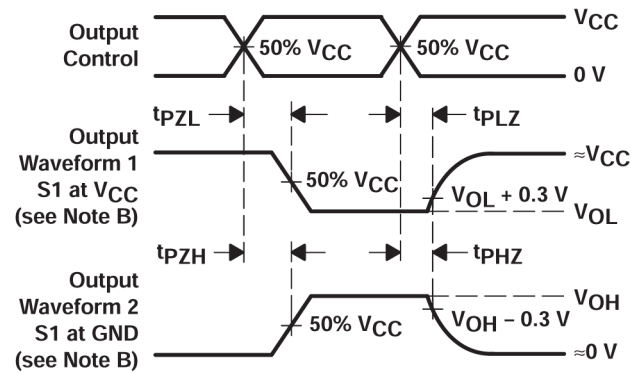 Output
Control
50% VCC
50% VCC
VCC
0 V
tPZL
tPLZ
Output
Waveform 1
S1 at VCC
(see Note B)
50% VCC
≈VCC
VOL + 0.3 V
VOL
tPZH
tPHZ
Output
Waveform 2
S1 at GND
(see Note B)
50% VCC
VOH
VOH − 0.3 V
≈0 V